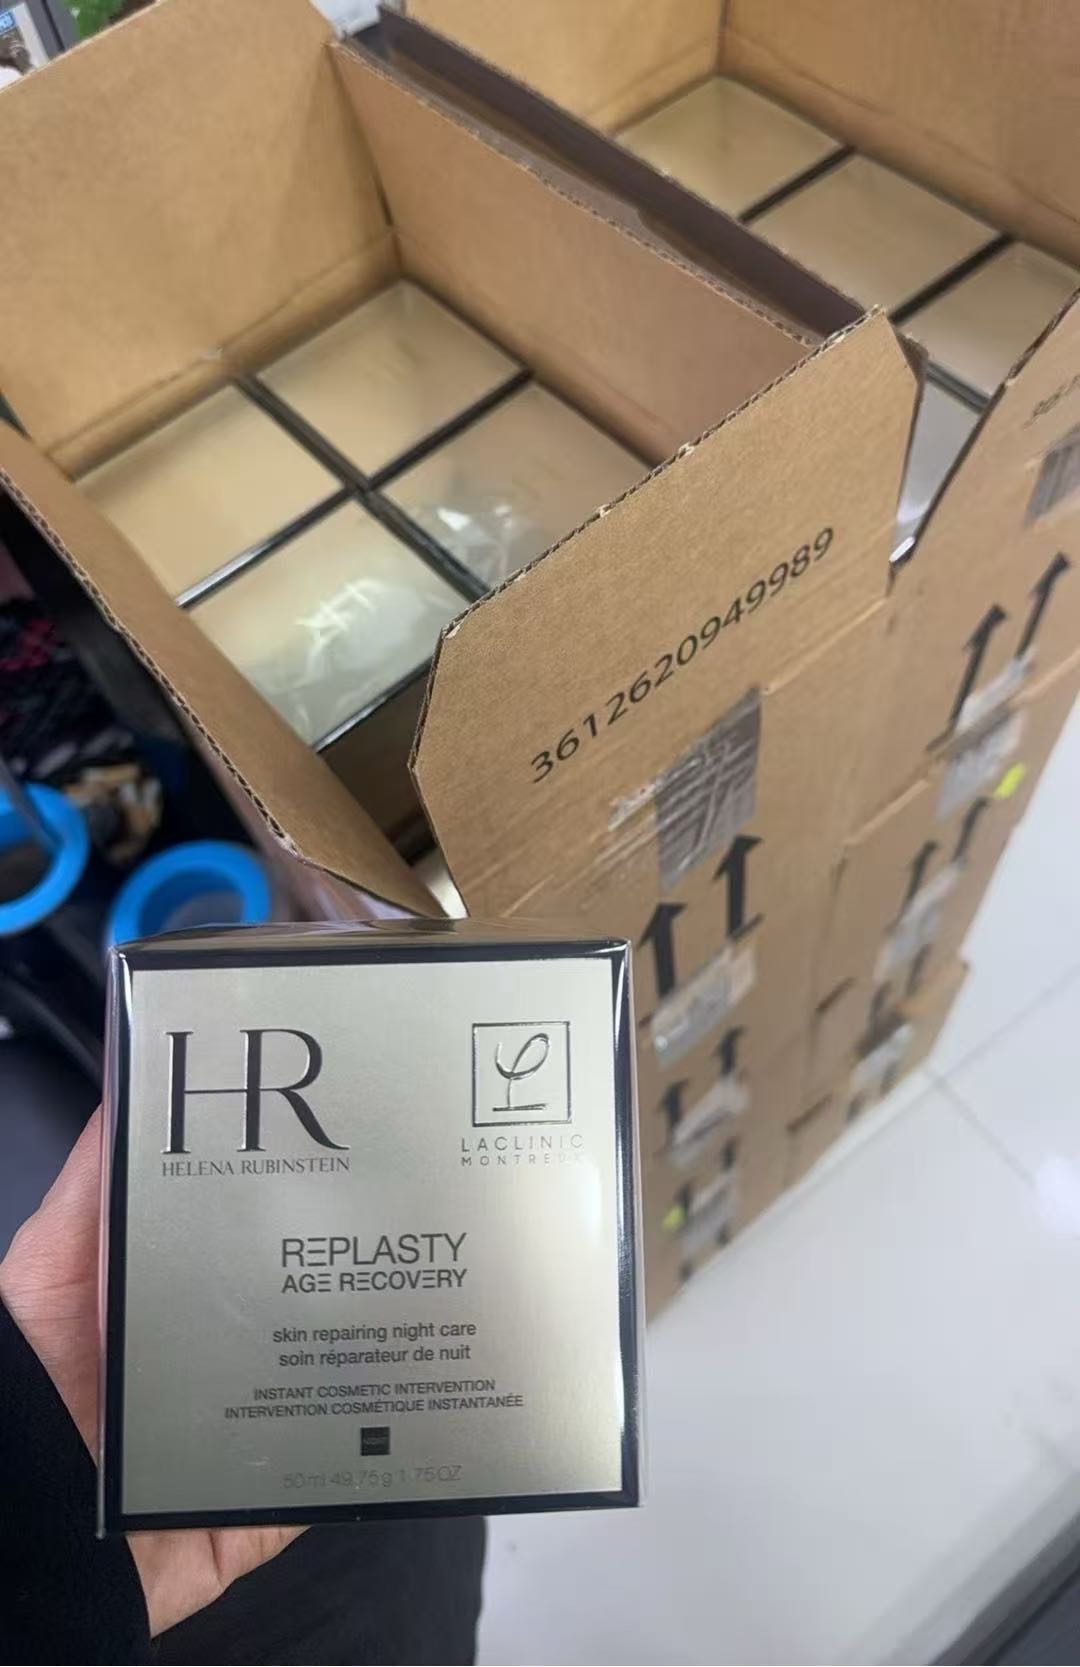 3612620949989
HR
HELENA RUBINSTEIN
LACLINIC
MONTREUX
REPLASTY
AGE RECOVERY
skin repairing night care
soin réparateur de nuit
INSTANT COSMETIC INTERVENTION
INTERVENTION COSMÉTIQUE INSTANTANÉE
NIGHT
50ml 49,75g 1.75OZ